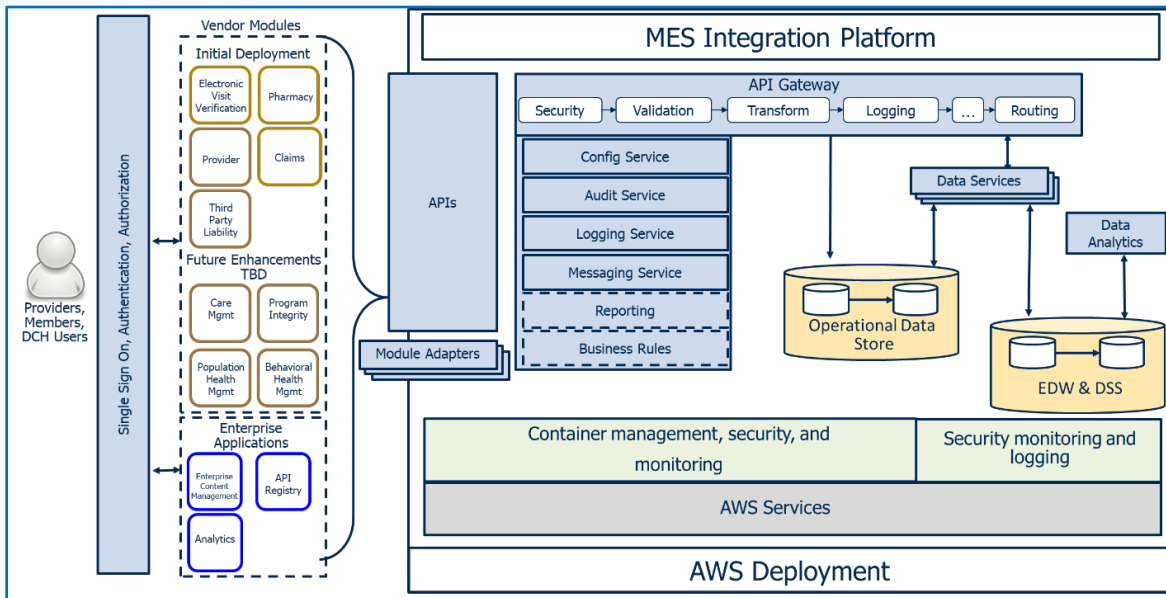 Vendor Modules
Initial Deployment
Electronic
Visit
Verification
Pharmacy
Provider
Claims
Third
Party
Liability
Future Enhancements
TBD
Care
Mgmt
Program
Integrity
Population
Health
Mgmt
Behavioral
Health
Mgmt
Enterprise
Applications
Enterprise
Content
Management
API
Registry
Analytics
Providers,
Members,
DCH Users
Single Sign On, Authentication, Authorization
MES Integration Platform
APIs
Module Adapters
API Gateway
Security
Validation
Transform
Logging
...
Routing
Config Service
Audit Service
Logging Service
Messaging Service
Reporting
Business Rules
Data Services
Data
Analytics
Operational Data
Store
EDW & DSS
Container management, security, and
monitoring
Security monitoring and
logging
AWS Services
AWS Deployment